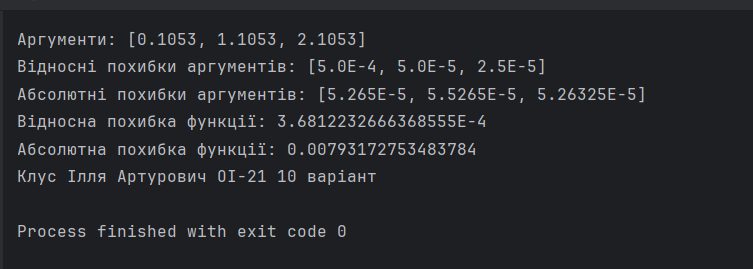 Аргументи: [0.1053, 1.1053, 2.1053]
Відносні похибки аргументів: [5.0E-4, 5.0E-5, 2.5E-5]
Абсолютні похибки аргументів: [5.265E-5, 5.5265E-5, 5.26325E-5]
Відносна похибка функції: 3.6812232666368555E-4
Абсолютна похибка функції: 0.00793172753483784
Клус Ілля Артурович ОІ-21 10 варіант
Process finished with exit code 0